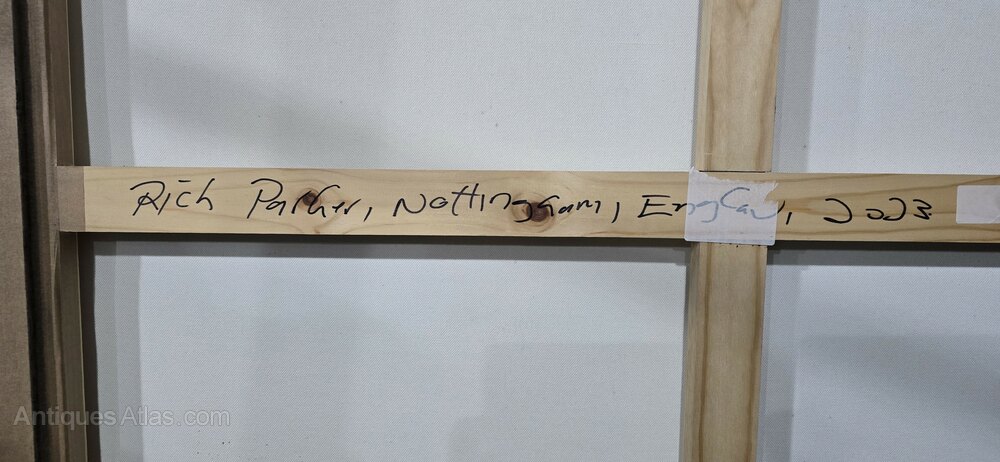 Rich Parker, Nottingham, England, 2023
AntiquesAtlas.com